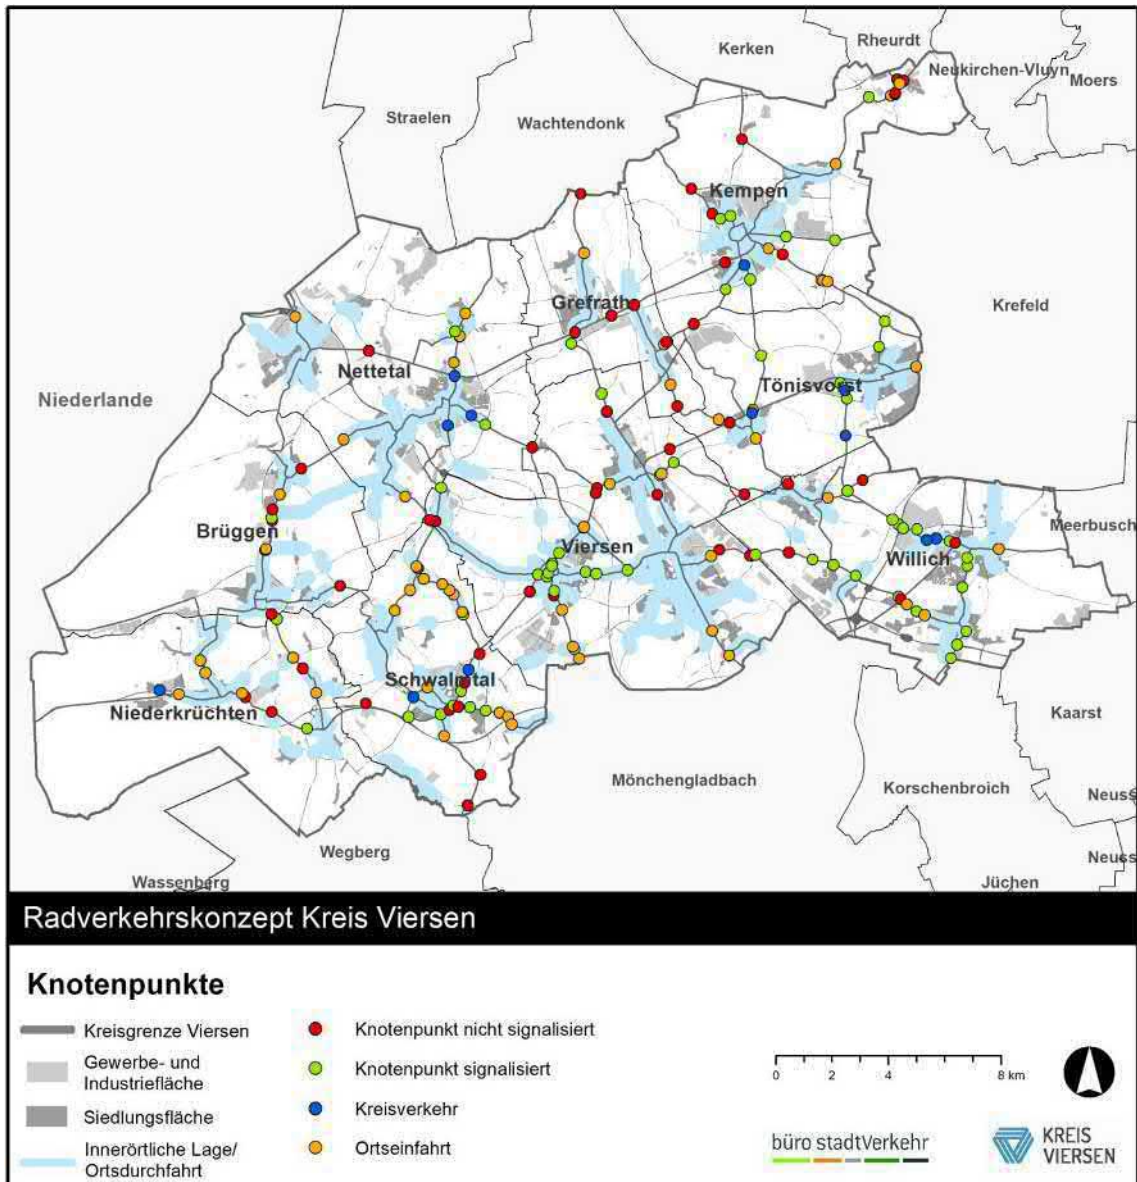 Rheurdt
Kerken
Neukirchen-Vluyn
Moers
Straelen
Wachtendonk
Kempen
Grefrath
Krefeld
Nettetal
Tönisvorst
Niederlande
Brüggen
Viersen
Meerbusch
Willich
Schwalmtal
Niederkrüchten
Kaarst
Mönchengladbach
Korschenbroich
Neuss
Wegberg
Neuss
Wassenberg
Jüchen
Radverkehrskonzept Kreis Viersen
Knotenpunkte
Kreisgrenze Viersen
Gewerbe- und
Industriefläche
Siedlungsfläche
Innerörtliche Lage/
Ortsdurchfahrt
Knotenpunkt nicht signalisiert
Knotenpunkt signalisiert
Kreisverkehr
Ortseinfahrt
0 2 4 8 km
büro stadtVerkehr
KREIS
VIERSEN